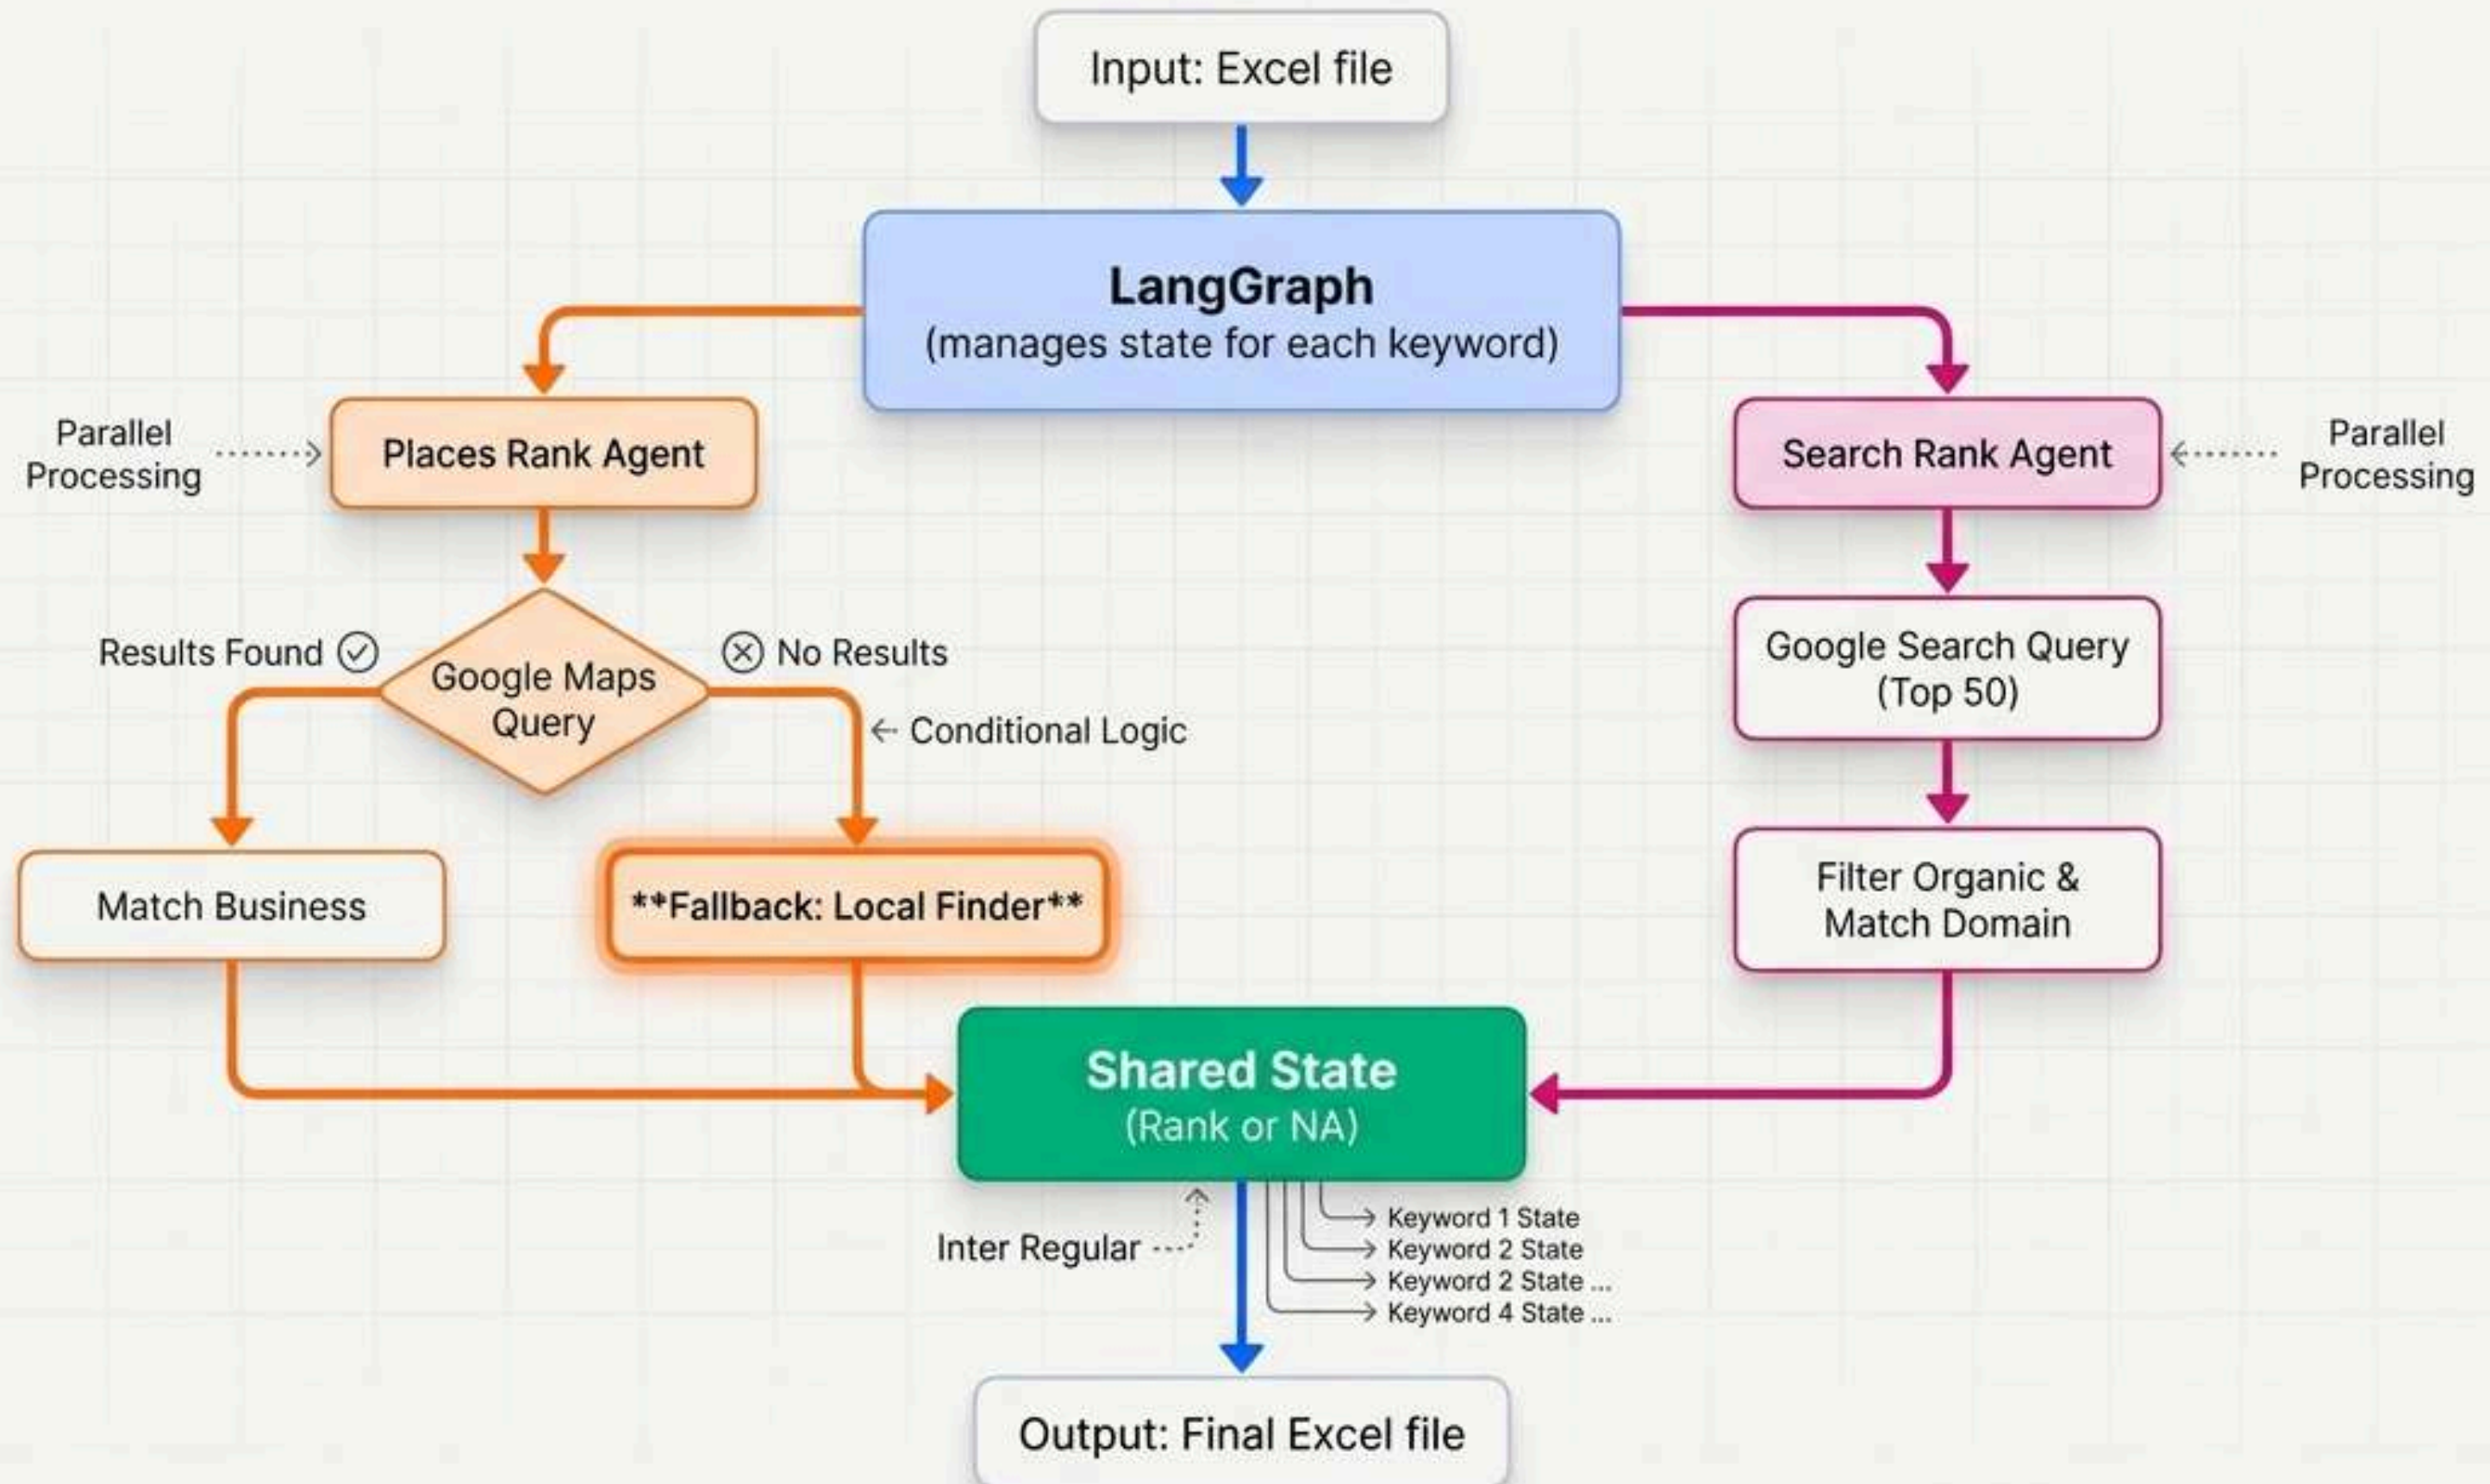 Input: Excel file
LangGraph
(manages state for each keyword)
Parallel
Processing
Places Rank Agent
Search Rank Agent
Parallel
Processing
Results Found
Google Maps
Query
No Results
Conditional Logic
Google Search Query
(Top 50)
Match Business
**Fallback: Local Finder**
Filter Organic &
Match Domain
Shared State
(Rank or NA)
Inter Regular
Keyword 1 State
Keyword 2 State
Keyword 2 State ...
Keyword 4 State ...
Output: Final Excel file